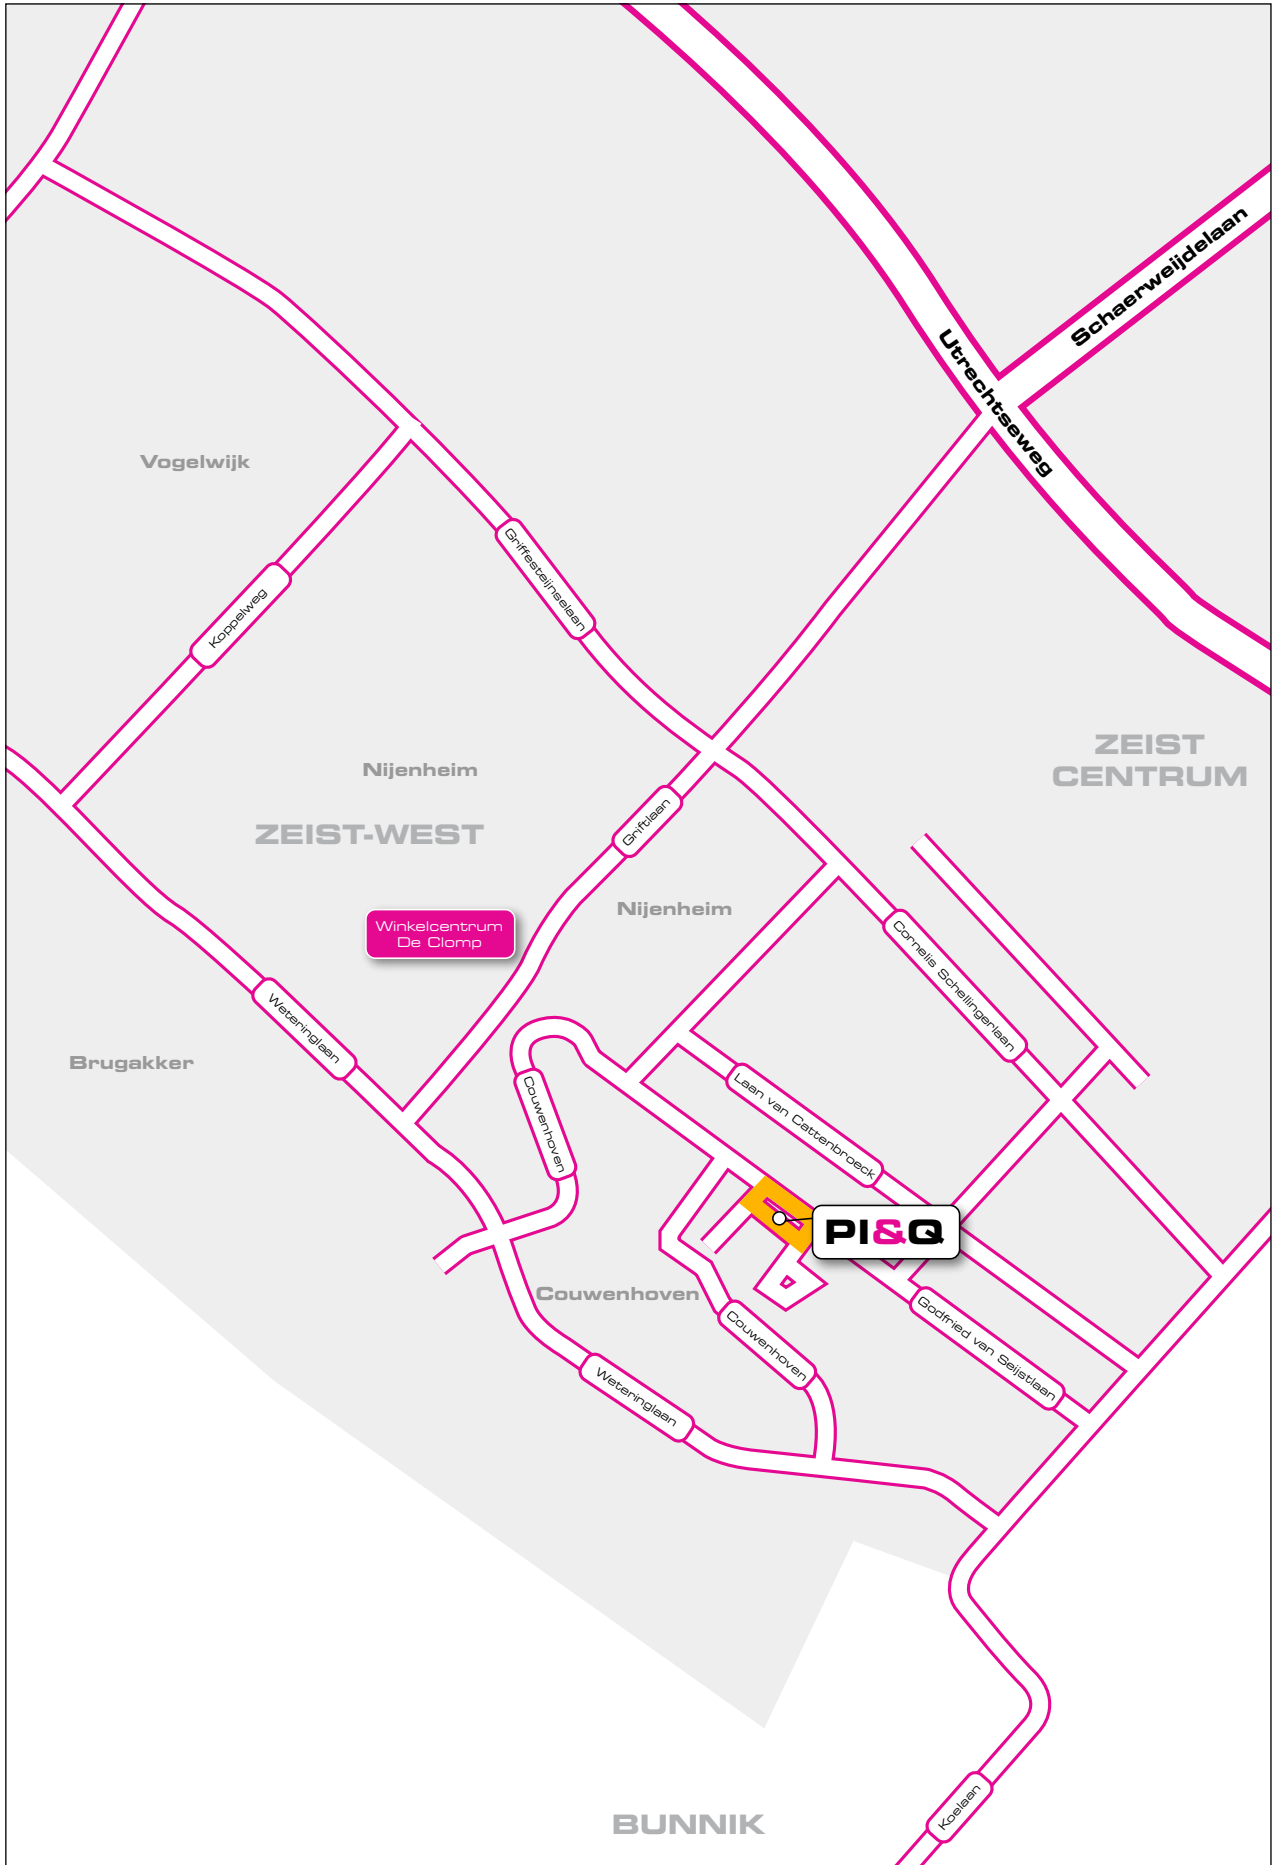 Schaerweijdelaan
Utrechtseweg
Vogelwijk
Griffesteijnselaan
Koppelweg
ZEIST
CENTRUM
Nijenheim
ZEIST-WEST
Griftlaan
Nijenheim
Winkelcentrum
De Clomp
Cornelis Schellingerlaan
Weteringlaan
Brugakker
Couwenhoven
Laan van Cattenbroeck
PI&Q
Couwenhoven
Godfried van Seijstlaan
Couwenhoven
Weteringlaan
Koelaan
BUNNIK